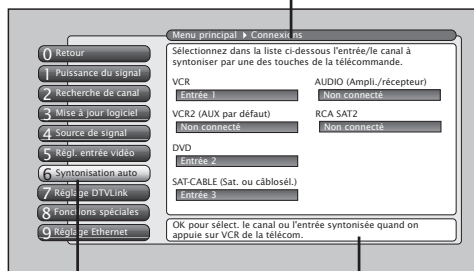 Menu principal Connexions
0 Retour
1 Puissance du signal
2 Recherche de canal
3 Mise à jour logiciel
4 Source de signal
5 Régl. entrée vidéo
6 Syntonisation auto
7 Réglage DTVLink
8 Fonctions spéciales
9 Réglage Ethernet
Sélectionnez dans la liste ci-dessous l'entrée/le canal à
syntoniser par une des touches de la télécommande.
VCR
Entrée 1
VCR2 (AUX par défaut)
Non connecté
DVD
Entrée 2
SAT-CABLE (Sat. ou câblosél.)
Entrée 3
AUDIO (Ampli./récepteur)
Non connecté
RCA SAT2
Non connecté
OK pour sélect. le canal ou l'entrée syntonisée quand on
appuie sur VCR de la télécom.